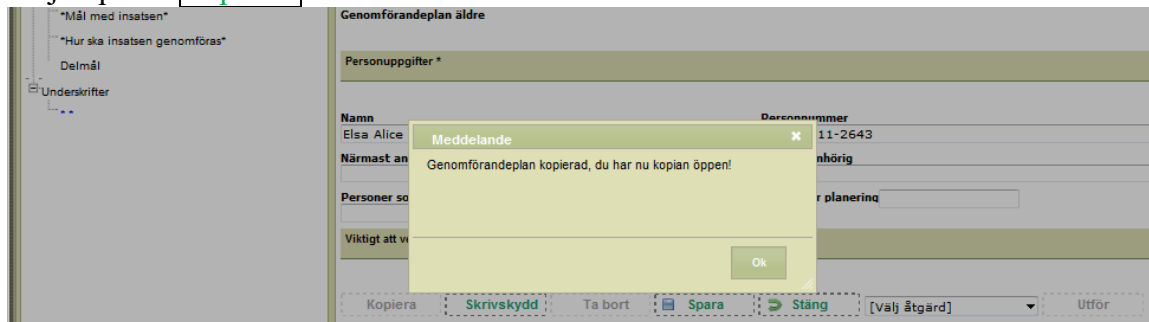 *Mål med insatsen*
*Hur ska insatsen genomföras*
Delmål
Underskrifter
* *
Genomförandeplan äldre
Personuppgifter *
Namn Personnummer
Elsa Alice 11-2643
Meddelande
Närmast an nhörig
Genomförandeplan kopierad, du har nu kopian öppen!
Personer so r planering
Viktigt att ve
Ok
Kopiera Skrivskydd Ta bort Spara Stäng [Välj åtgärd] Utför